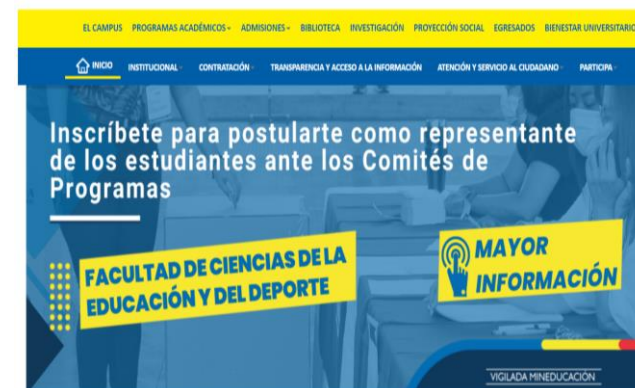 EL CAMPUS PROGRAMAS ACADÉMICOS ADMISIONES BIBLIOTECA INVESTIGACIÓN PROYECCIÓN SOCIAL EGRESADOS BIENESTAR UNIVERSITARIO
INICIO INSTITUCIONAL CONTRATACIÓN TRANSPARENCIA Y ACCESO A LA INFORMACIÓN ATENCIÓN Y SERVICIO AL CIUDADANO PARTICIPA
Inscríbete para postularte como representante
de los estudiantes ante los Comités de
Programas
FACULTAD DE CIENCIAS DE LA
EDUCACIÓN Y DEL DEPORTE
MAYOR
INFORMACIÓN
VIGILADA MINEDUCACIÓN